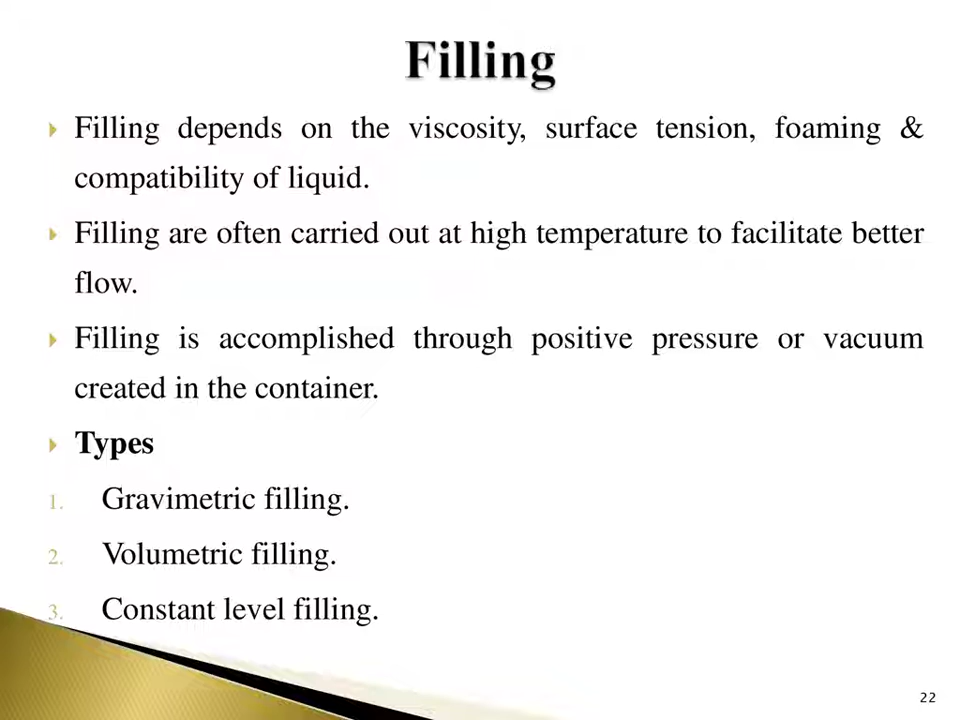 Filling
Filling depends on the viscosity, surface tension, foaming &
compatibility of liquid.
Filling are often carried out at high temperature to facilitate better
flow.
Filling is accomplished through positive pressure or vacuum
created in the container.
Types
1. Gravimetric filling.
2. Volumetric filling.
3. Constant level filling.
22